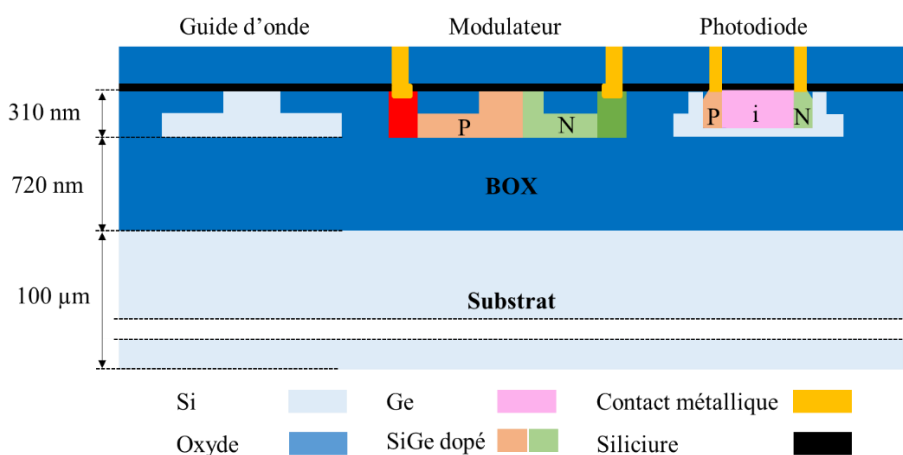 Guide d'onde Modulateur Photodiode
310 nm
P N P i N
720 nm
BOX
100 µm
Substrat
Si Ge Contact métallique
Oxyde SiGe dopé Siliciure